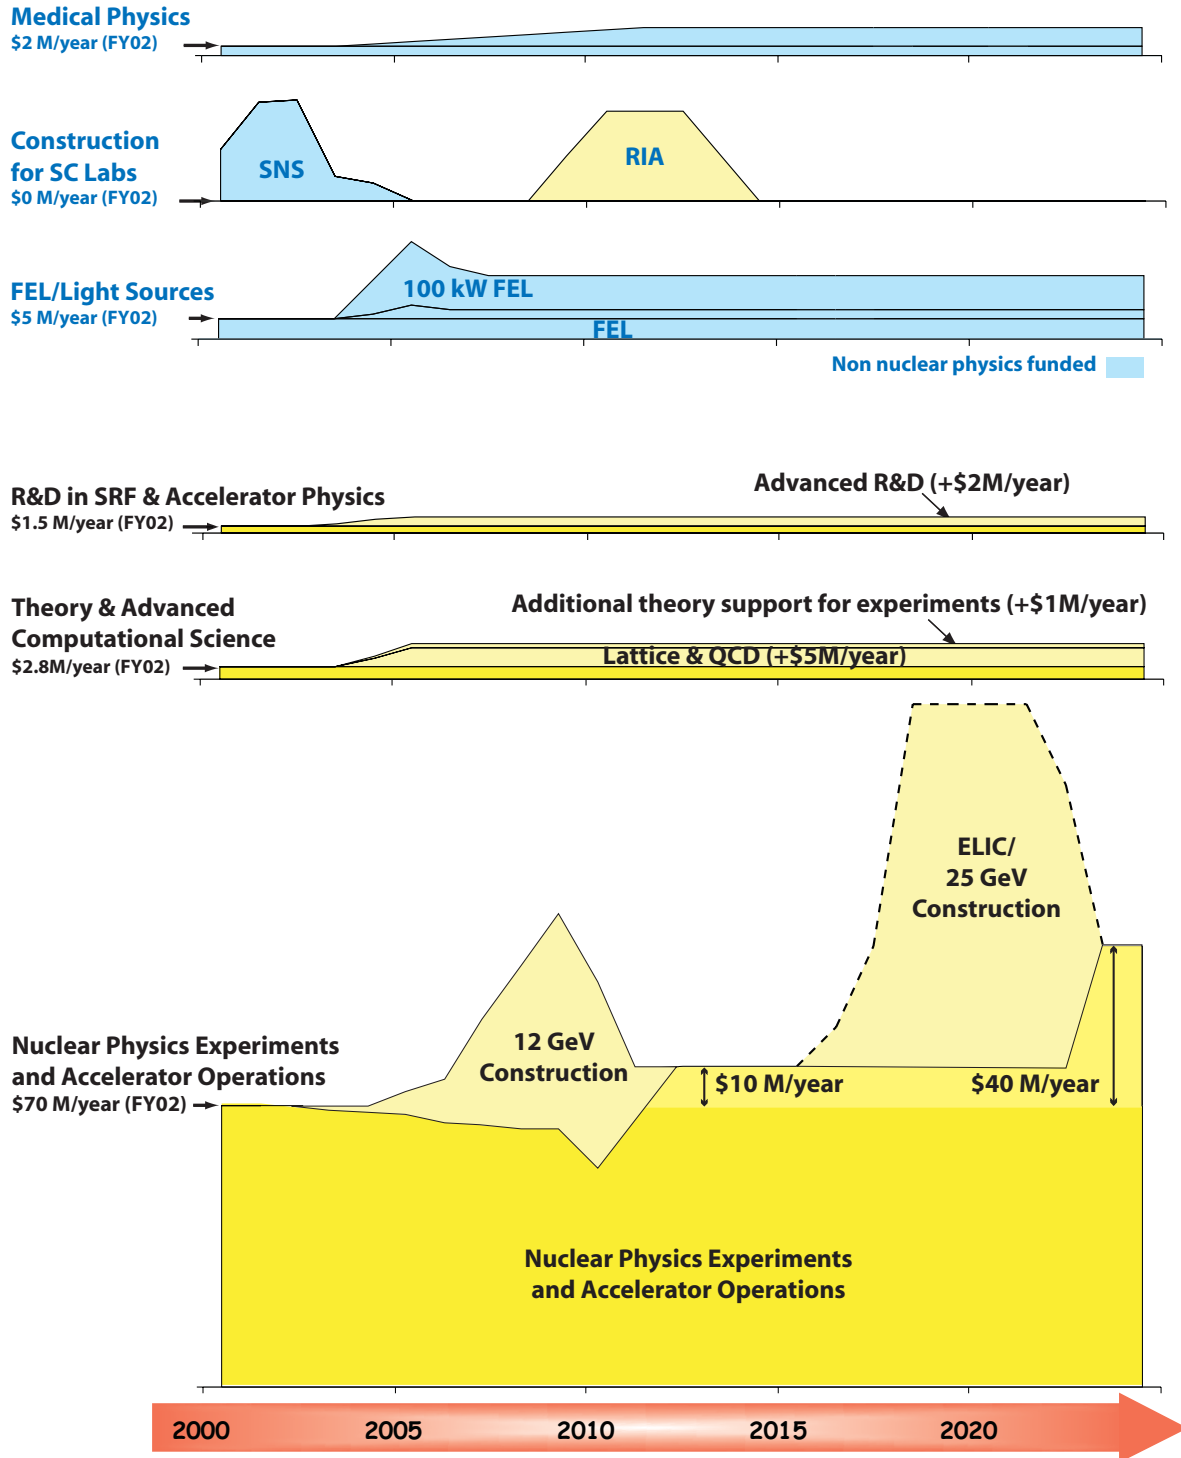 Medical Physics
$2 M/year (FY02)
Construction
for SC Labs
$0 M/year (FY02)
SNS
RIA
FEL/Light Sources
$5 M/year (FY02)
100 kW FEL
FEL
Non nuclear physics funded
R&D in SRF & Accelerator Physics
$1.5 M/year (FY02)
Advanced R&D (+$2M/year)
Theory & Advanced
Computational Science
$2.8M/year (FY02)
Additional theory support for experiments (+$1M/year)
Lattice & QCD (+$5M/year)
ELIC/
25 GeV
Construction
12 GeV
Construction
Nuclear Physics Experiments
and Accelerator Operations
$70 M/year (FY02)
$10 M/year
$40 M/year
Nuclear Physics Experiments
and Accelerator Operations
2000 2005 2010 2015 2020